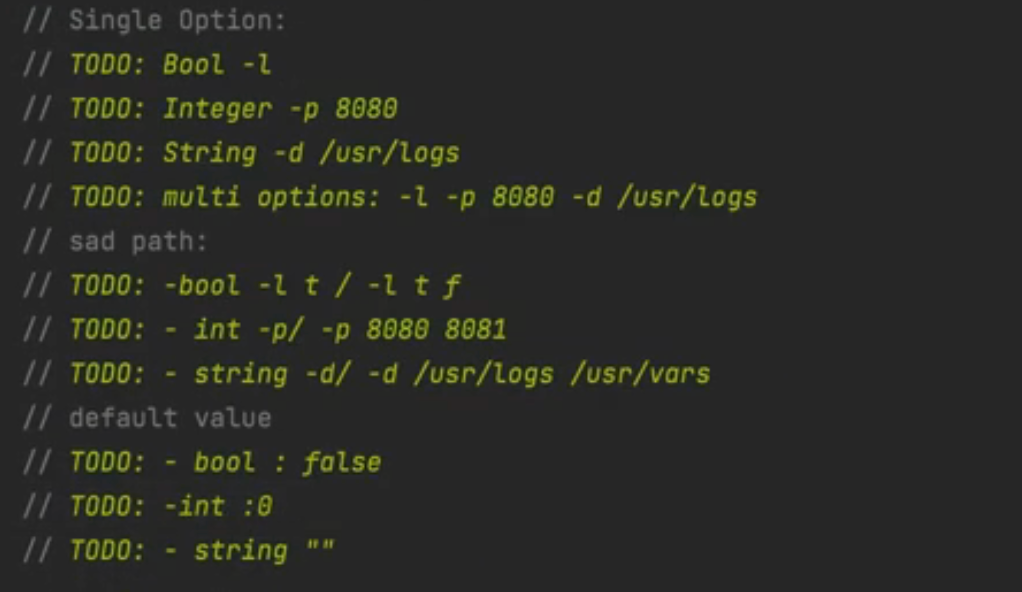 // Single Option:
// TODO: Bool -l
// TODO: Integer -p 8080
// TODO: String -d /usr/logs
// TODO: multi options: -l -p 8080 -d /usr/logs
// sad path:
// TODO: -bool -l t / -l t f
// TODO: - int -p/ -p 8080 8081
// TODO: - string -d/ -d /usr/logs /usr/vars
// default value
// TODO: - bool : false
// TODO: -int :0
// TODO: - string ""